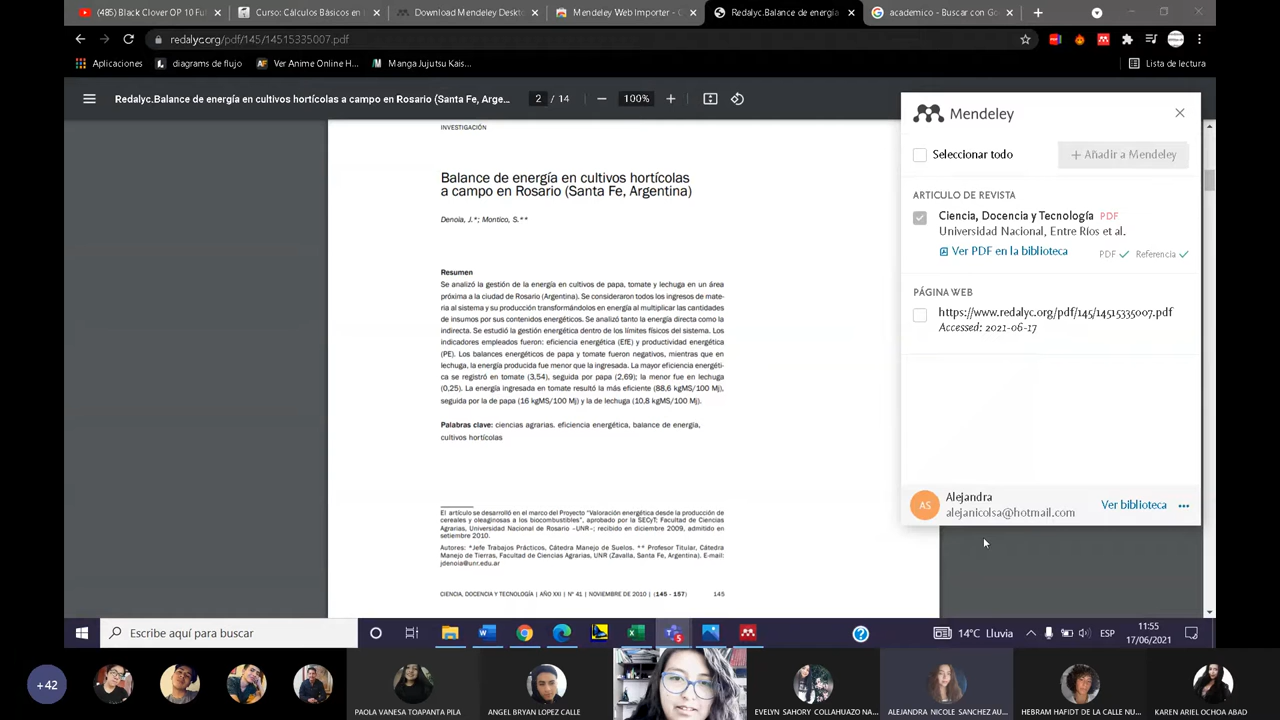 (485) Black Clover OP 10 Ful
Curso: Cálculos Básicos en
Download Mendeley Deskto
Mendeley Web Importer - C
Redalyc.Balance de energía
academico - Buscar con Go
redalyc.org/pdf/145/14515335007.pdf
Aplicaciones
diagrams de flujo
Ver Anime Online H...
Manga Jujutsu Kais...
Lista de lectura
Redalyc.Balance de energía en cultivos hortícolas a campo en Rosario (Santa Fe, Arge...
2 / 14
100%
INVESTIGACIÓN
Balance de energía en cultivos hortícolas
a campo en Rosario (Santa Fe, Argentina)
Denoia, J.*; Montico, S.**
Resumen
Se analizó la gestión de la energía en cultivos de papa, tomate y lechuga en un área
próxima a la ciudad de Rosario (Argentina). Se consideraron todos los ingresos de mate-
ria al sistema y su producción transformándolos en energía al multiplicar las cantidades
de insumos por sus contenidos energéticos. Se analizó tanto la energía directa como la
indirecta. Se estudió la gestión energética dentro de los límites físicos del sistema. Los
indicadores empleados fueron: eficiencia energética (EfE) y productividad energética
(PE). Los balances energéticos de papa y tomate fueron negativos, mientras que en
lechuga, la energía producida fue menor que la ingresada. La mayor eficiencia energéti-
ca se registró en tomate (3,54), seguida por papa (2,69); la menor fue en lechuga
(0,25). La energía ingresada en tomate resultó la más eficiente (88,6 kgMS/100 Mj),
seguida por la de papa (16 kgMS/100 Mj) y la de lechuga (10,8 kgMS/100 Mj).
Palabras clave: ciencias agrarias, eficiencia energética, balance de energía,
cultivos hortícolas
El artículo se desarrolló en el marco del Proyecto "Valoración energética desde la producción de
cereales y oleaginosas a los biocombustibles", aprobado por la SECyT; Facultad de Ciencias
Agrarias, Universidad Nacional de Rosario –UNR–; recibido en diciembre 2009, admitido en
setiembre 2010.
Autores: *Jefe Trabajos Prácticos, Cátedra Manejo de Suelos. ** Profesor Titular, Cátedra
Manejo de Tierras, Facultad de Ciencias Agrarias, UNR (Zavalla, Santa Fe, Argentina). E-mail:
jdenoia@unr.edu.ar
CIENCIA, DOCENCIA Y TECNOLOGÍA | AÑO XXI | Nº 41 | NOVIEMBRE DE 2010 | (145 - 157) 145
Mendeley
Seleccionar todo
+ Añadir a Mendeley
ARTICULO DE REVISTA
Ciencia, Docencia y Tecnología PDF
Universidad Nacional, Entre Ríos et al.
Ver PDF en la biblioteca
PDF
Referencia
PÁGINA WEB
https://www.redalyc.org/pdf/145/14515335007.pdf
Accessed: 2021-06-17
AS
Alejandra
alejanicolsa@hotmail.com
Ver biblioteca
Escribe aquí para buscar
5
14°C Lluvia
ESP
11:55
17/06/2021
+42
PAOLA VANESA TOAPANTA PILA
ANGEL BRYAN LOPEZ CALLE
EVELYN SAHORY COLLAHUAZO NA...
ALEJANDRA NICOLE SANCHEZ AU...
HEBRAM HAFIDT DE LA CALLE NU...
KAREN ARIEL OCHOA ABAD